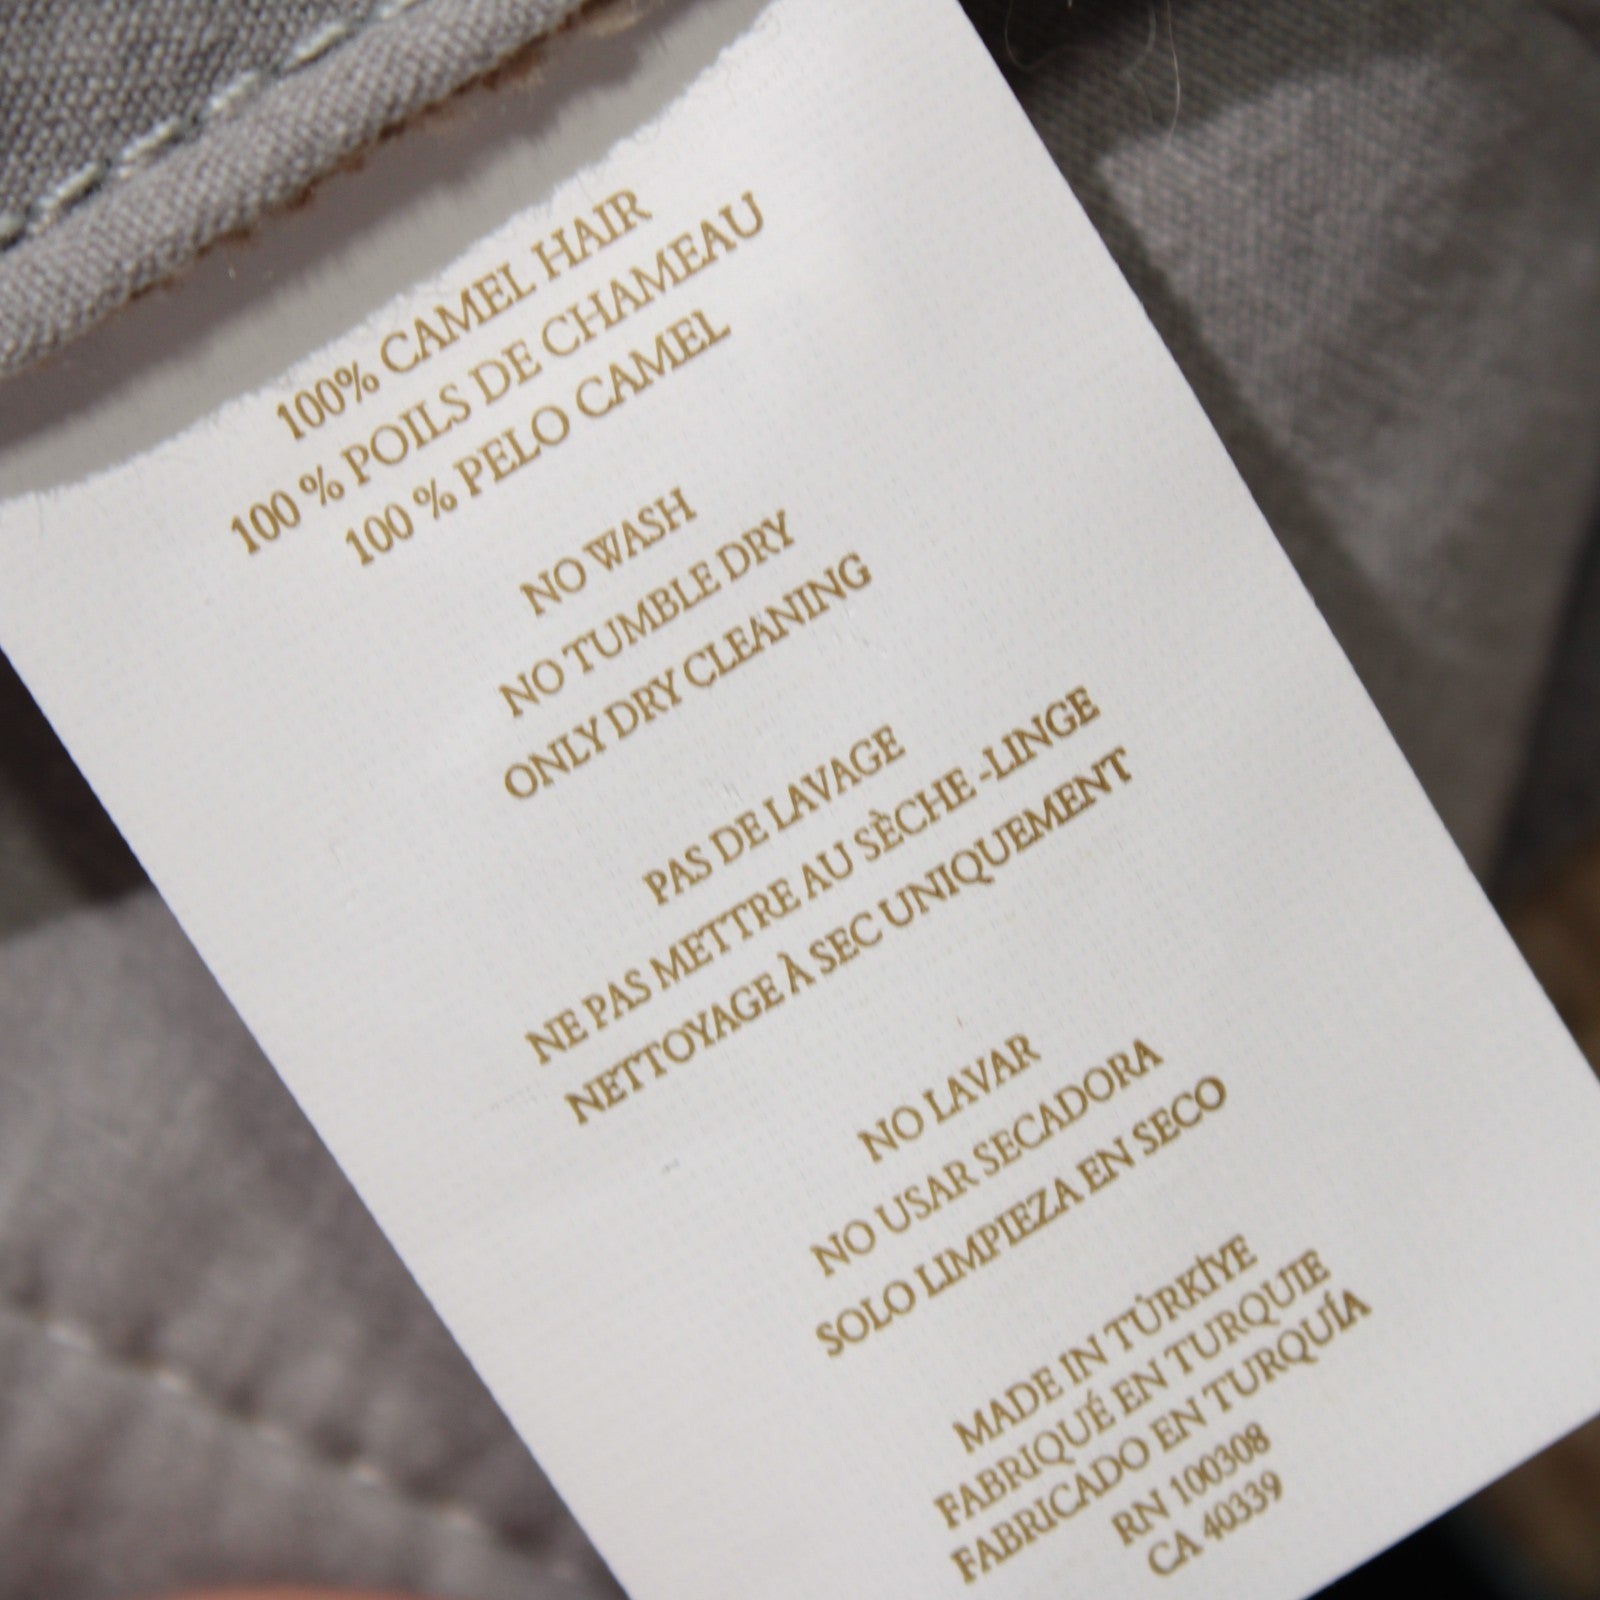 100% CAMEL HAIR
100 % POILS DE CHAMEAU
100 % PELO CAMEL
NO WASH
NO TUMBLE DRY
ONLY DRY CLEANING
PAS DE LAVAGE
NE PAS METTRE AU SÈCHE -LINGE
NETTOYAGE À SEC UNIQUEMENT
NO LAVAR
NO USAR SECADORA
SOLO LIMPIEZA EN SECO
MADE IN TÜRKİYE
FABRIQUÉ EN TURQUIE
FABRICADO EN TURQUÍA
RN 100308
CA 40339